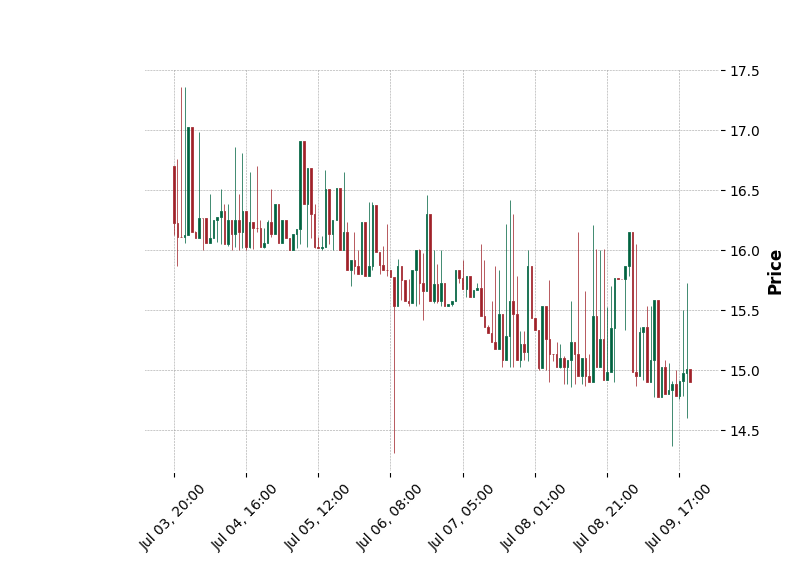 17.5
17.0
16.5
16.0
15.5
15.0
14.5
Price
Jul 03, 20:00
Jul 04, 16:00
Jul 05, 12:00
Jul 06, 08:00
Jul 07, 05:00
Jul 08, 01:00
Jul 08, 21:00
Jul 09, 17:00